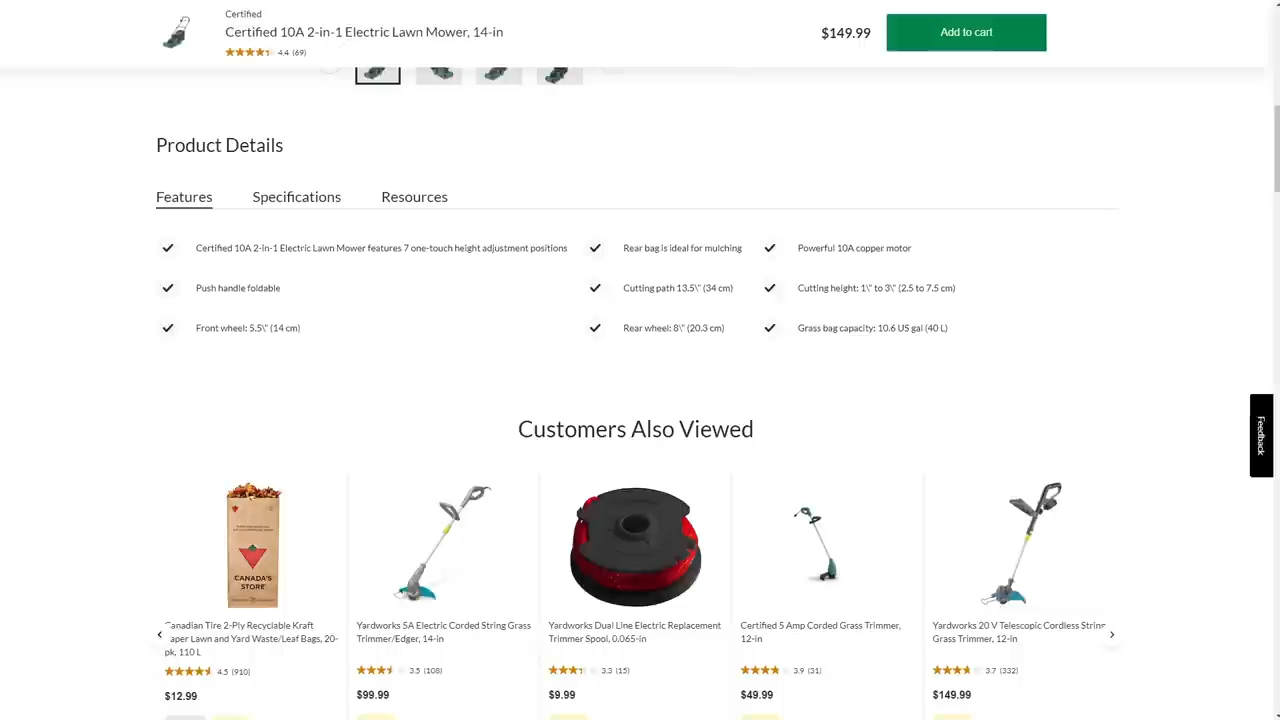 Certified
Certified 10A 2-in-1 Electric Lawn Mower, 14-in
4.4 (69)
$149.99
Add to cart
Product Details
Features Specifications Resources
Certified 10A 2-in-1 Electric Lawn Mower features 7 one-touch height adjustment positions
Rear bag is ideal for mulching
Powerful 10A copper motor
Push handle foldable
Cutting path 13.5\" (34 cm)
Cutting height: 1\" to 3\" (2.5 to 7.5 cm)
Front wheel: 5.5\" (14 cm)
Rear wheel: 8\" (20.3 cm)
Grass bag capacity: 10.6 US gal (40 L)
Feedback
Customers Also Viewed
CANADA'S
STORE
Canadian Tire 2-Ply Recyclable Kraft
Paper Lawn and Yard Waste/Leaf Bags, 20-
pk, 110 L
4.5 (910)
$12.99
Yardworks 5A Electric Corded String Grass
Trimmer/Edger, 14-in
3.5 (108)
$99.99
Yardworks Dual Line Electric Replacement
Trimmer Spool, 0.065-in
3.3 (15)
$9.99
Certified 5 Amp Corded Grass Trimmer,
12-in
3.9 (31)
$49.99
Yardworks 20 V Telescopic Cordless String
Grass Trimmer, 12-in
3.7 (332)
$149.99